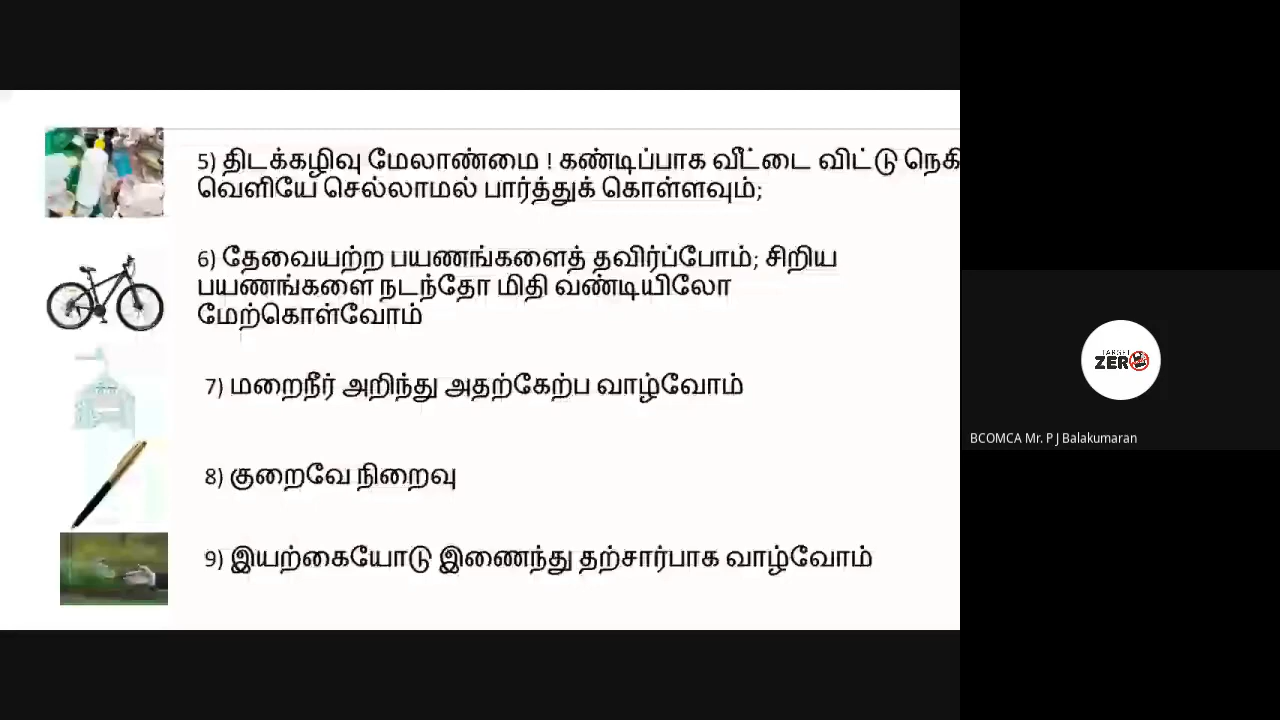 5) திடக்கழிவு மேலாண்மை ! கண்டிப்பாக வீட்டை விட்டு நெகி
வெளியே செல்லாமல் பார்த்துக் கொள்ளவும்;
6) தேவையற்ற பயணங்களைத் தவிர்ப்போம்; சிறிய
பயணங்களை நடந்தோ மிதி வண்டியிலோ
மேற்கொள்வோம்
7) மறைநீர் அறிந்து அதற்கேற்ப வாழ்வோம்
8) குறைவே நிறைவு
9) இயற்கையோடு இணைந்து தற்சார்பாக வாழ்வோம்
TARGET
ZERO
BCOMCA Mr. P J Balakumaran